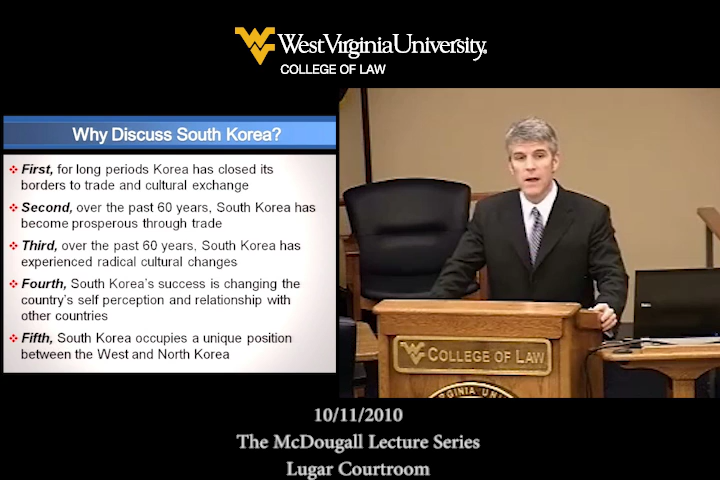 West Virginia University.
COLLEGE OF LAW
Why Discuss South Korea?
First, for long periods Korea has closed its
borders to trade and cultural exchange
Second, over the past 60 years, South Korea has
become prosperous through trade
Third, over the past 60 years, South Korea has
experienced radical cultural changes
Fourth, South Korea's success is changing the
country's self perception and relationship with
other countries
Fifth, South Korea occupies a unique position
between the West and North Korea
COLLEGE OF LAW
10/11/2010
The McDougall Lecture Series
Lugar Courtroom